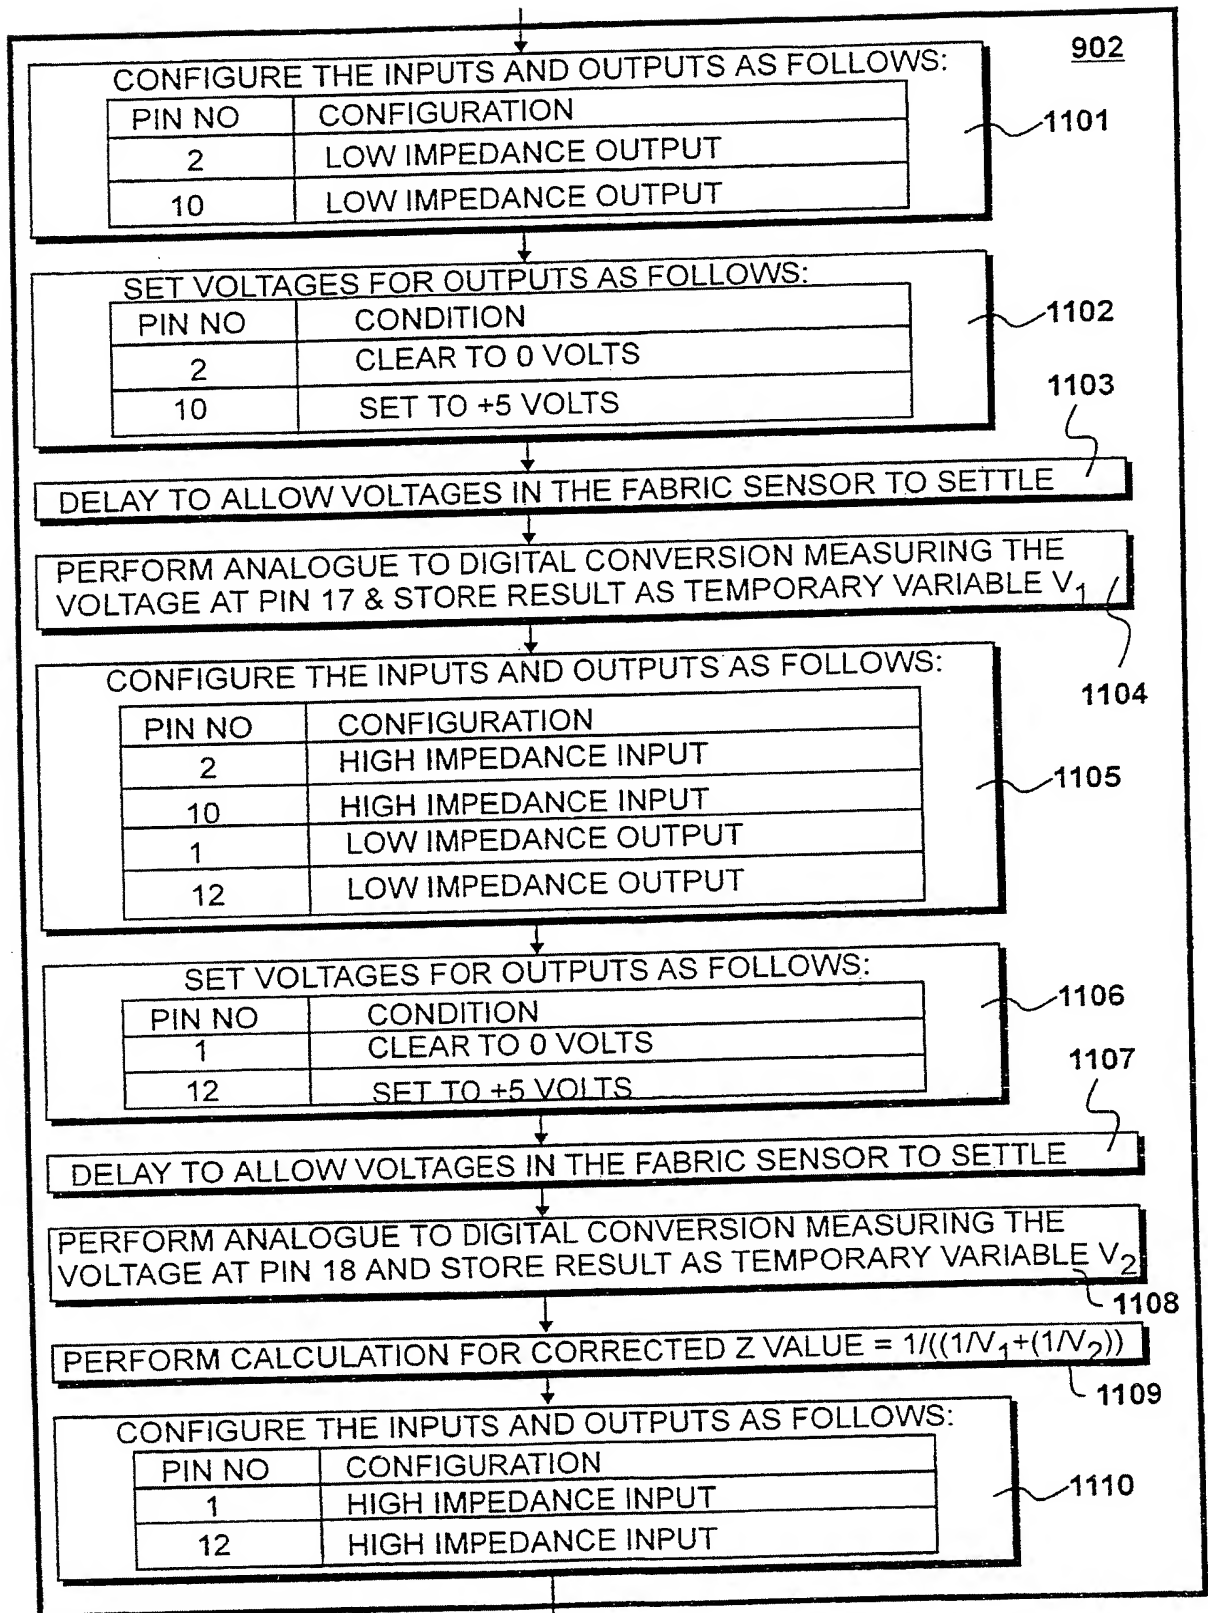 902
CONFIGURE THE INPUTS AND OUTPUTS AS FOLLOWS:
PIN NO CONFIGURATION
2 LOW IMPEDANCE OUTPUT
10 LOW IMPEDANCE OUTPUT
1101
SET VOLTAGES FOR OUTPUTS AS FOLLOWS:
PIN NO CONDITION
2 CLEAR TO 0 VOLTS
10 SET TO +5 VOLTS
1102
1103
DELAY TO ALLOW VOLTAGES IN THE FABRIC SENSOR TO SETTLE
PERFORM ANALOGUE TO DIGITAL CONVERSION MEASURING THE
VOLTAGE AT PIN 17 & STORE RESULT AS TEMPORARY VARIABLE V1
1104
CONFIGURE THE INPUTS AND OUTPUTS AS FOLLOWS:
PIN NO CONFIGURATION
2 HIGH IMPEDANCE INPUT
10 HIGH IMPEDANCE INPUT
1 LOW IMPEDANCE OUTPUT
12 LOW IMPEDANCE OUTPUT
1105
SET VOLTAGES FOR OUTPUTS AS FOLLOWS:
PIN NO CONDITION
1 CLEAR TO 0 VOLTS
12 SET TO +5 VOLTS
1106
1107
DELAY TO ALLOW VOLTAGES IN THE FABRIC SENSOR TO SETTLE
PERFORM ANALOGUE TO DIGITAL CONVERSION MEASURING THE
VOLTAGE AT PIN 18 AND STORE RESULT AS TEMPORARY VARIABLE V2
1108
PERFORM CALCULATION FOR CORRECTED Z VALUE = 1/((1/V1+(1/V2))
1109
CONFIGURE THE INPUTS AND OUTPUTS AS FOLLOWS:
PIN NO CONFIGURATION
1 HIGH IMPEDANCE INPUT
12 HIGH IMPEDANCE INPUT
1110